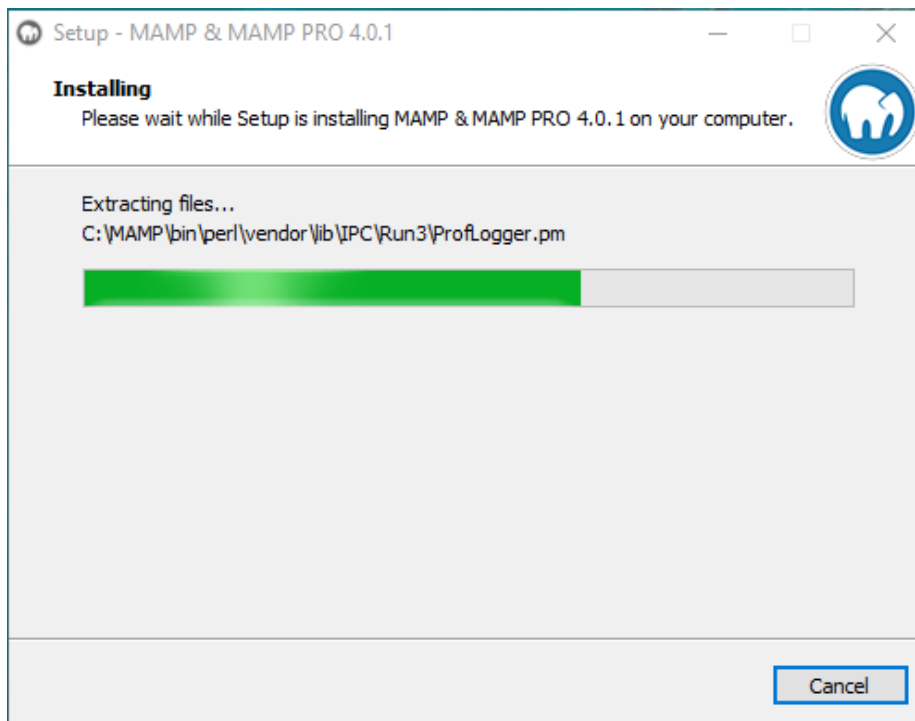 Setup - MAMP & MAMP PRO 4.0.1
Installing
Please wait while Setup is installing MAMP & MAMP PRO 4.0.1 on your computer.
Extracting files...
C:\MAMP\bin\perl\vendor\lib\IPC\Run3\ProfLogger.pm
Cancel